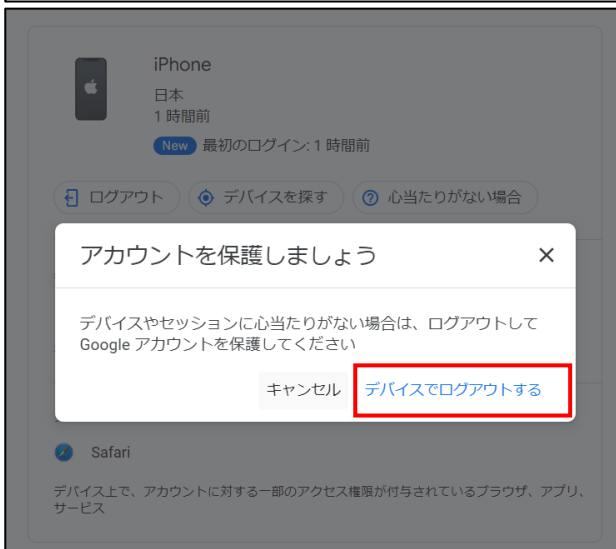 iPhone
日本
1 時間前
New 最初のログイン: 1 時間前
ログアウト デバイスを探す 心当たりがない場合
アカウントを保護しましょう
デバイスやセッションに心当たりがない場合は、ログアウトして
Google アカウントを保護してください
キャンセル デバイスでログアウトする
Safari
デバイス上で、アカウントに対する一部のアクセス権限が付与されているブラウザ、アプリ、
サービス